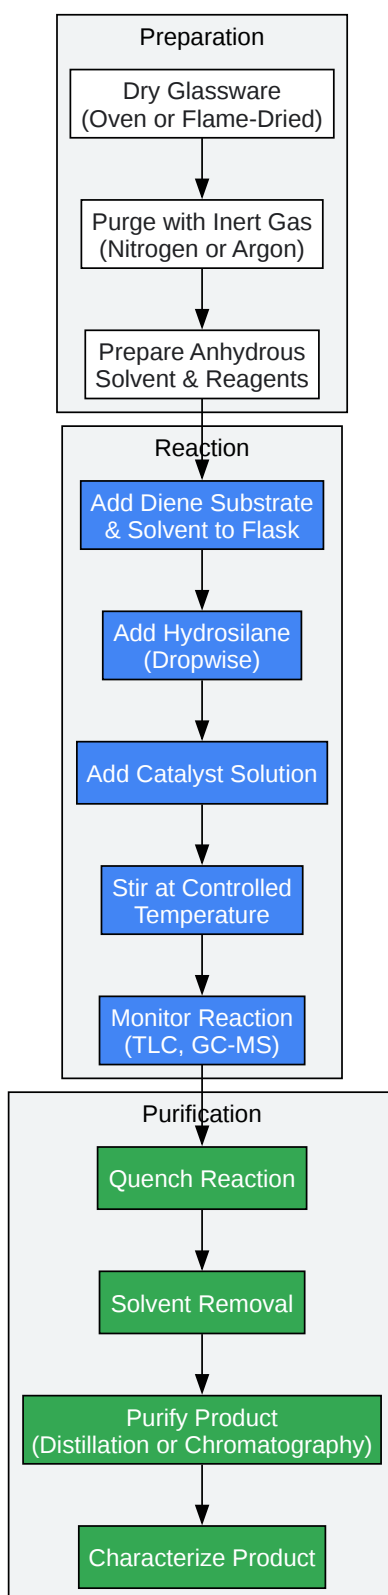 Preparation
Dry Glassware
(Oven or Flame-Dried)
Purge with Inert Gas
(Nitrogen or Argon)
Prepare Anhydrous
Solvent & Reagents
Reaction
Add Diene Substrate
& Solvent to Flask
Add Hydrosilane
(Dropwise)
Add Catalyst Solution
Stir at Controlled
Temperature
Monitor Reaction
(TLC, GC-MS)
Purification
Quench Reaction
Solvent Removal
Purify Product
(Distillation or Chromatography)
Characterize Product